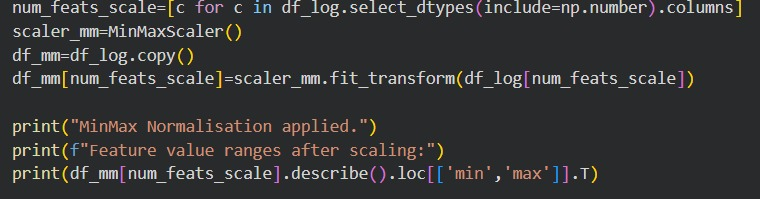 num_feats_scale=[c for c in df_log.select_dtypes(include=np.number).columns]
scaler_mm=MinMaxScaler()
df_mm=df_log.copy()
df_mm[num_feats_scale]=scaler_mm.fit_transform(df_log[num_feats_scale])
print("MinMax Normalisation applied.")
print(f"Feature value ranges after scaling:")
print(df_mm[num_feats_scale].describe().loc[['min','max']].T)